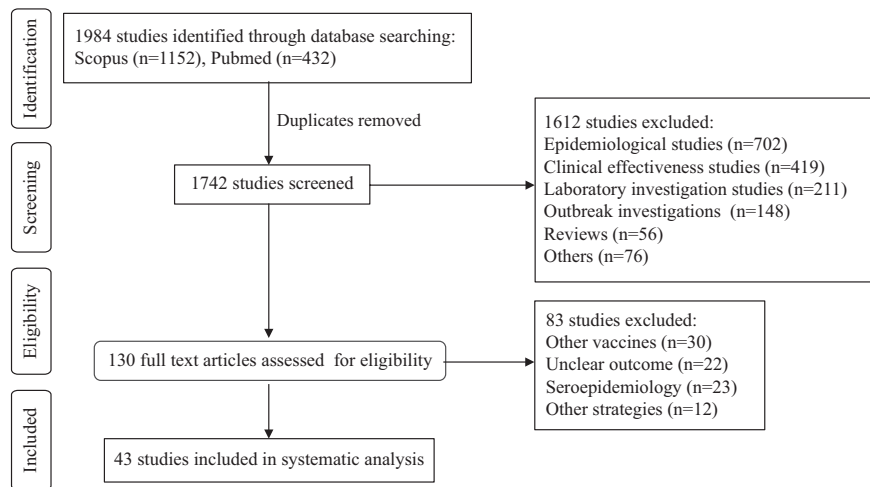 Identification
1984 studies identified through database searching:
Scopus (n=1152), Pubmed (n=432)
Duplicates removed
Screening
1742 studies screened
1612 studies excluded:
Epidemiological studies (n=702)
Clinical effectiveness studies (n=419)
Laboratory investigation studies (n=211)
Outbreak investigations (n=148)
Reviews (n=56)
Others (n=76)
Eligibility
130 full text articles assessed for eligibility
83 studies excluded:
Other vaccines (n=30)
Unclear outcome (n=22)
Seroepidemiology (n=23)
Other strategies (n=12)
Included
43 studies included in systematic analysis